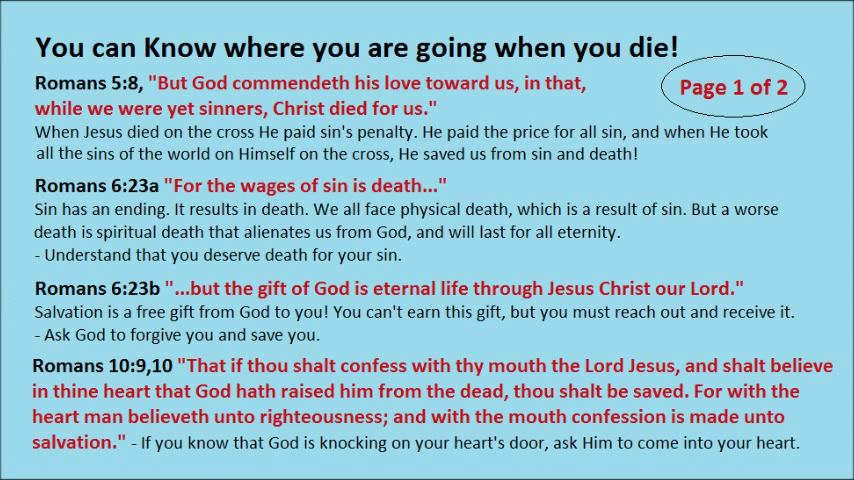 You can Know where you are going when you die!
Romans 5:8, "But God commendeth his love toward us, in that,
while we were yet sinners, Christ died for us."
Page 1 of 2
When Jesus died on the cross He paid sin's penalty. He paid the price for all sin, and when He took
all the sins of the world on Himself on the cross, He saved us from sin and death!
Romans 6:23a "For the wages of sin is death..."
Sin has an ending. It results in death. We all face physical death, which is a result of sin. But a worse
death is spiritual death that alienates us from God, and will last for all eternity.
- Understand that you deserve death for your sin.
Romans 6:23b "...but the gift of God is eternal life through Jesus Christ our Lord."
Salvation is a free gift from God to you! You can't earn this gift, but you must reach out and receive it.
- Ask God to forgive you and save you.
Romans 10:9,10 "That if thou shalt confess with thy mouth the Lord Jesus, and shalt believe
in thine heart that God hath raised him from the dead, thou shalt be saved. For with the
heart man believeth unto righteousness; and with the mouth confession is made unto
salvation." - If you know that God is knocking on your heart's door, ask Him to come into your heart.